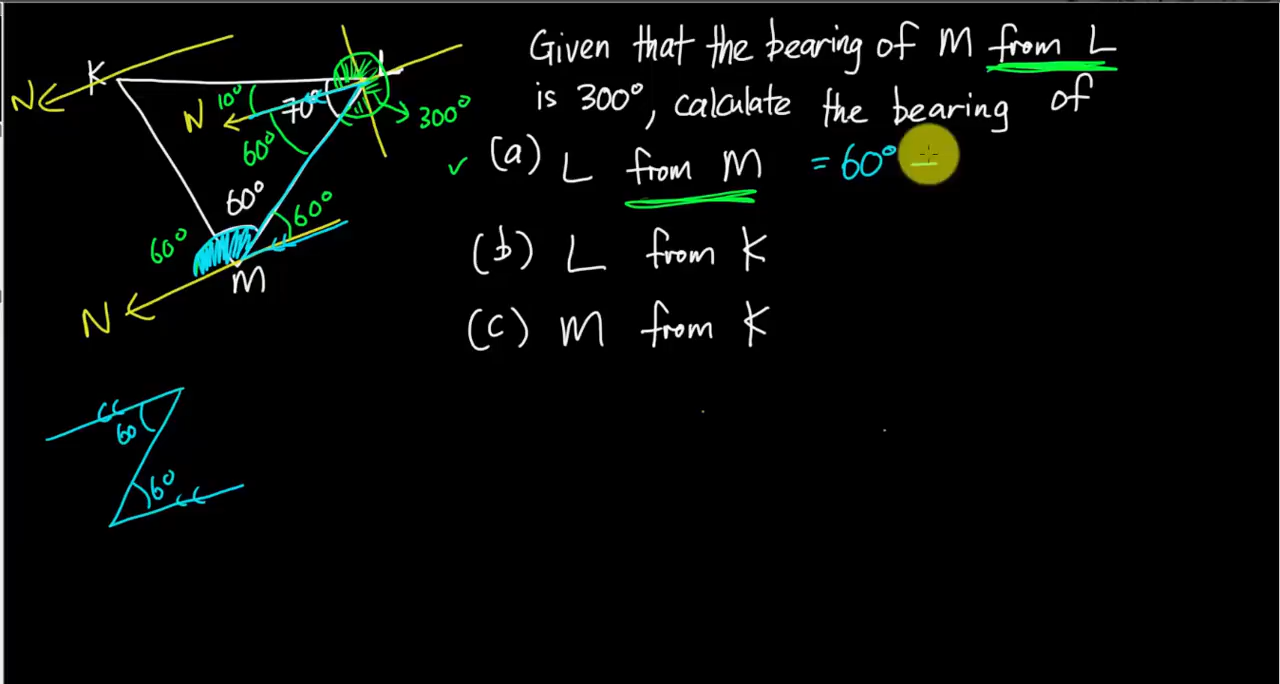 Given that the bearing of M from L
is 300°, calculate the bearing of
(a) L from M = 60°
(b) L from K
(c) M from K
K
L
N
10°
N
70°
300°
60°
60°
60°
60°
M
N
60
60